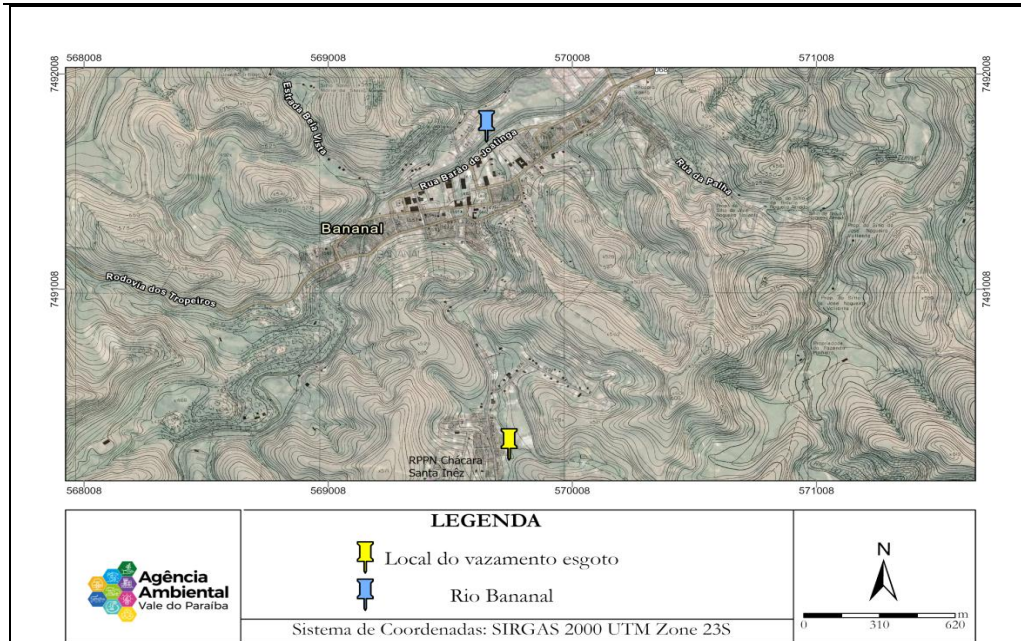 568008 569008 570008 571008
7492008 7492008
068
Estrada Bela Vista
Rua Barão de Joatinga
Rua da Palha
Bananal
Rodovia dos Tropeiros
7491008 7491008
RPPN Chácara
Santa Inéz
568008 569008 570008 571008
LEGENDA
Local do vazamento esgoto
Rio Bananal
Sistema de Coordenadas: SIRGAS 2000 UTM Zone 23S
Agência
Ambiental
Vale do Paraíba
N
m
0 310 620